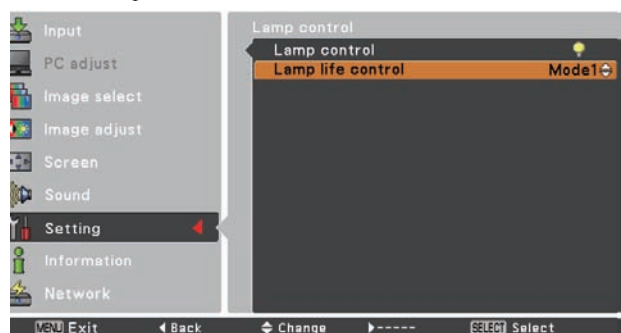 Input
PC adjust
Image select
Image adjust
Screen
Sound
Setting
Information
Network
Lamp control
Lamp control
Lamp life control Mode1
MENU Exit Back Change ----- SELECT Select